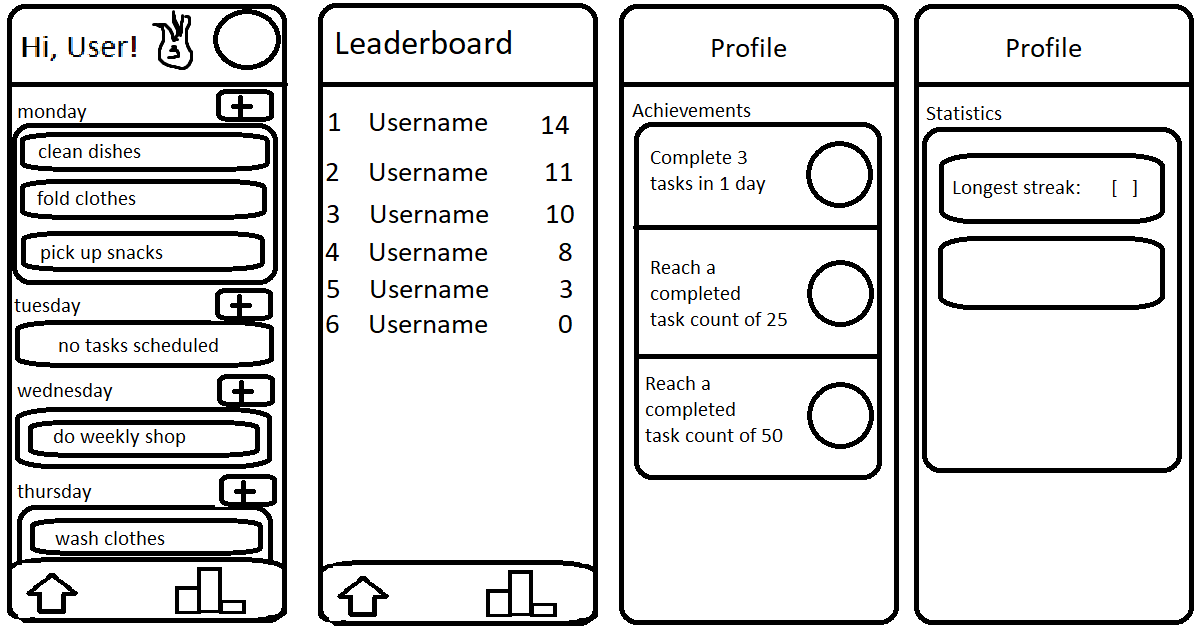 Hi, User!
monday
+
clean dishes
fold clothes
pick up snacks
tuesday
+
no tasks scheduled
wednesday
+
do weekly shop
thursday
+
wash clothes
Leaderboard
1 Username 14
2 Username 11
3 Username 10
4 Username 8
5 Username 3
6 Username 0
Profile
Achievements
Complete 3
tasks in 1 day
Reach a
completed
task count of 25
Reach a
completed
task count of 50
Profile
Statistics
Longest streak: [ ]